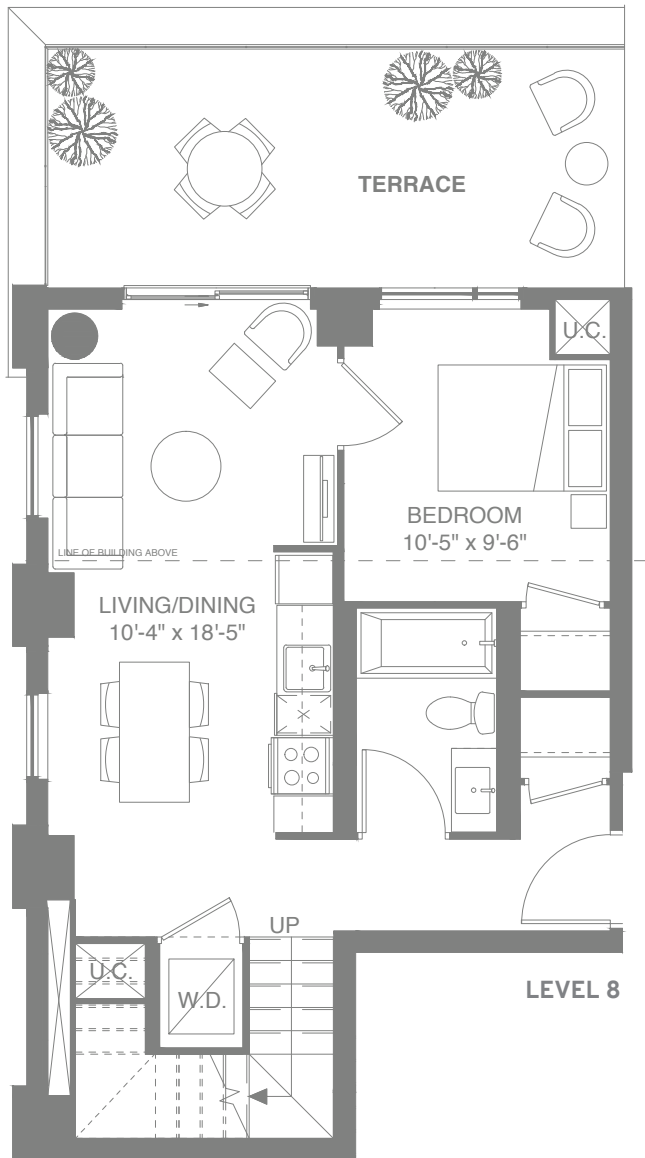 TERRACE
U.C.
BEDROOM
10'-5" x 9'-6"
LINE OF BUILDING ABOVE
LIVING/DINING
10'-4" x 18'-5"
UP
U.C.
W.D.
LEVEL 8